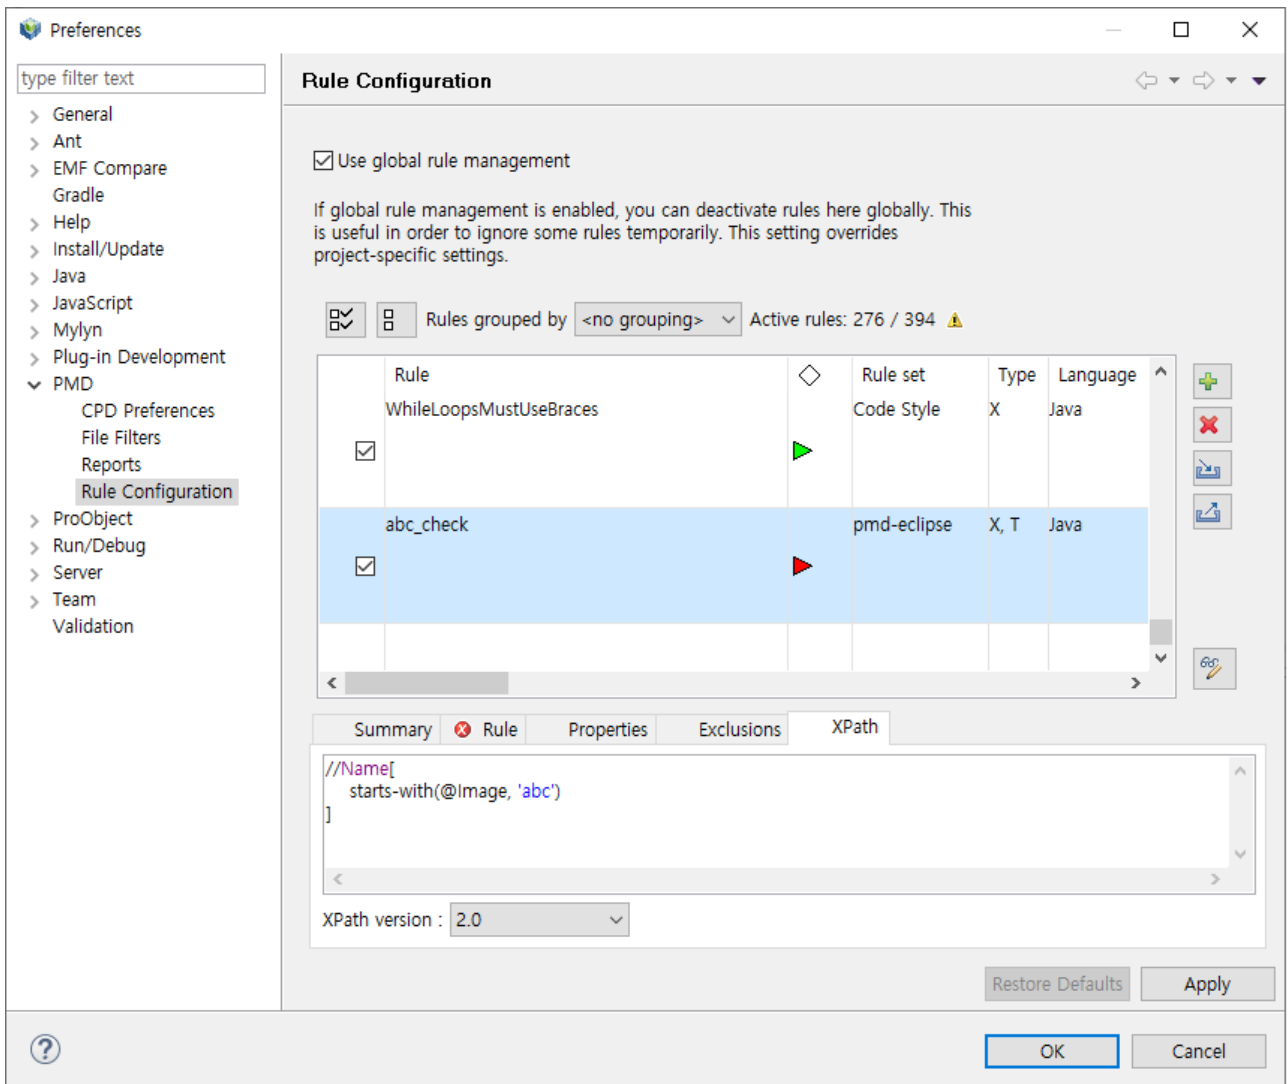 Preferences
type filter text
General
Ant
EMF Compare
Gradle
Help
Install/Update
Java
JavaScript
Mylyn
Plug-in Development
PMD
CPD Preferences
File Filters
Reports
Rule Configuration
ProObject
Run/Debug
Server
Team
Validation
Rule Configuration
Use global rule management
If global rule management is enabled, you can deactivate rules here globally. This
is useful in order to ignore some rules temporarily. This setting overrides
project-specific settings.
Rules grouped by <no grouping> Active rules: 276 / 394
Rule Rule set Type Language
WhileLoopsMustUseBraces Code Style X Java
abc_check pmd-eclipse X, T Java
Summary Rule Properties Exclusions XPath
//Name[
starts-with(@Image, 'abc')
]
XPath version : 2.0
Restore Defaults Apply
OK Cancel